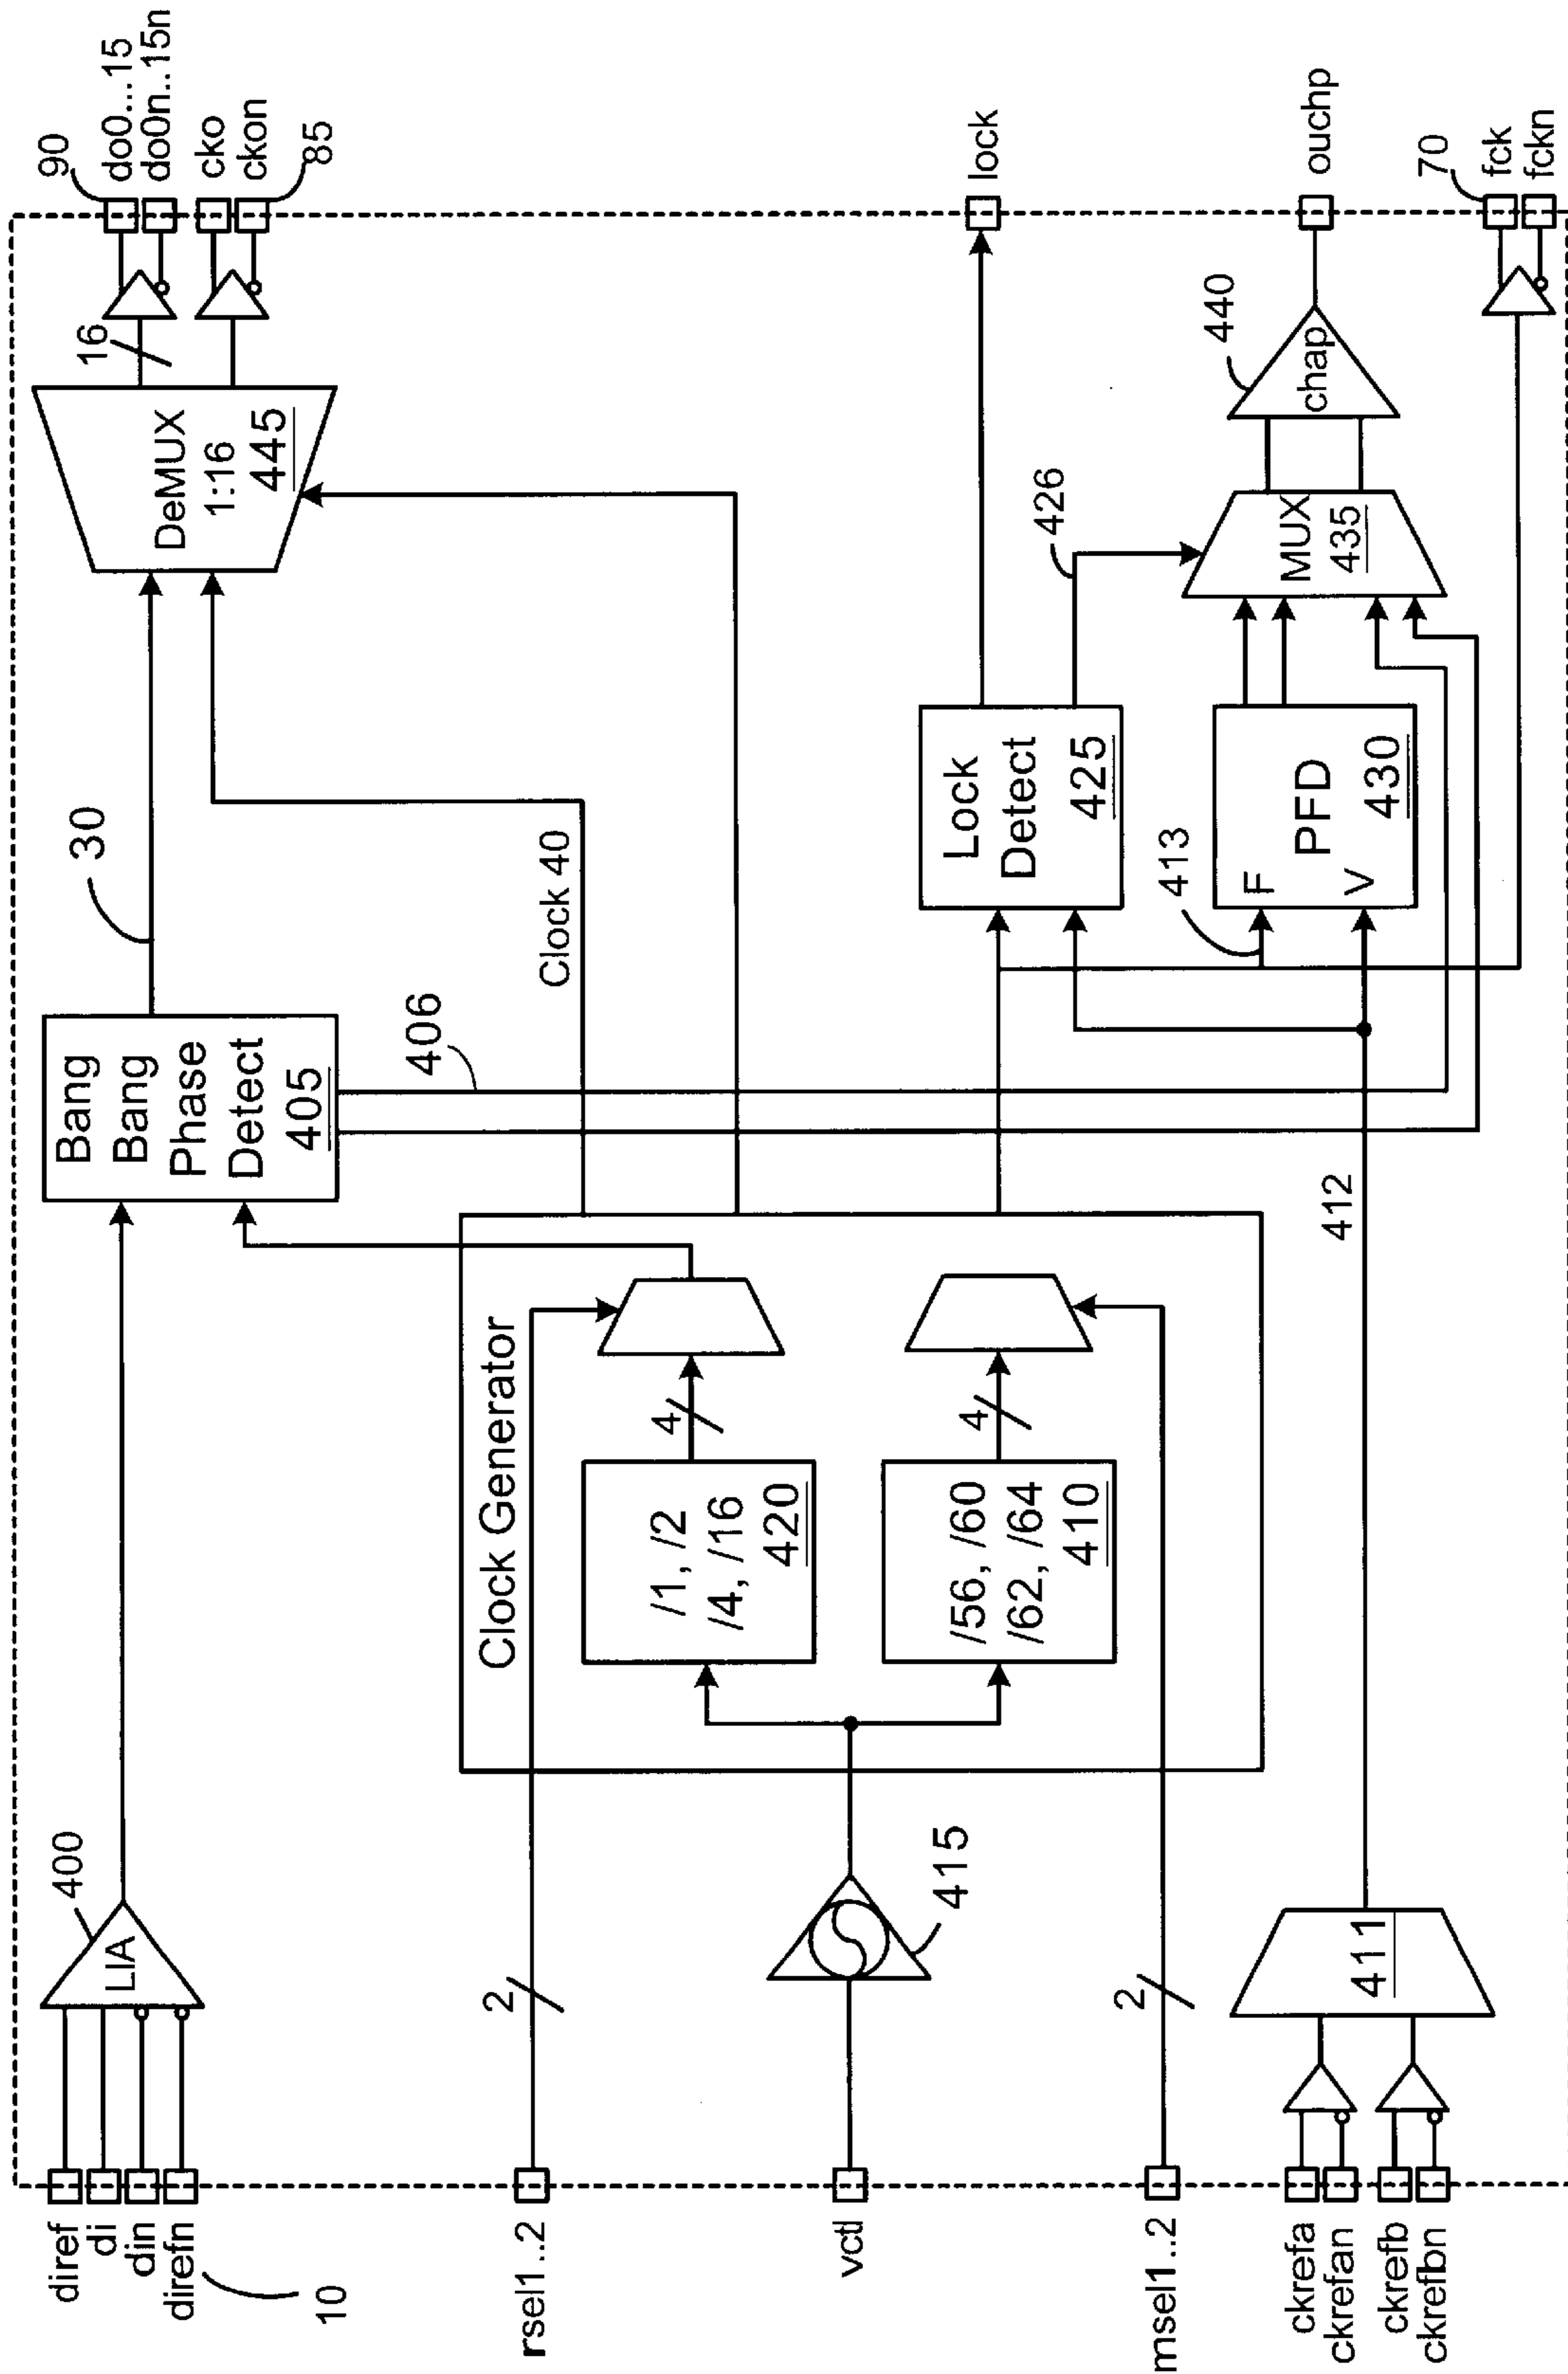 diref
di
din
direfn
10
400
LIA
Bang
Bang
Phase
Detect
405
30
DeMUX
1:16
445
16
90
do0...15
do0n..15n
cko
ckon
85
406
Clock 40
rsel1..2
2
Clock Generator
/1, /2
/4, /16
420
4
vctl
415
/56, /60
/62, /64
410
4
msel1..2
2
Lock
Detect
425
lock
426
413
F
V
PFD
430
MUX
435
chap
440
ouchp
70
fck
fckn
412
411
ckrefa
ckrefan
ckrefb
ckrefbn